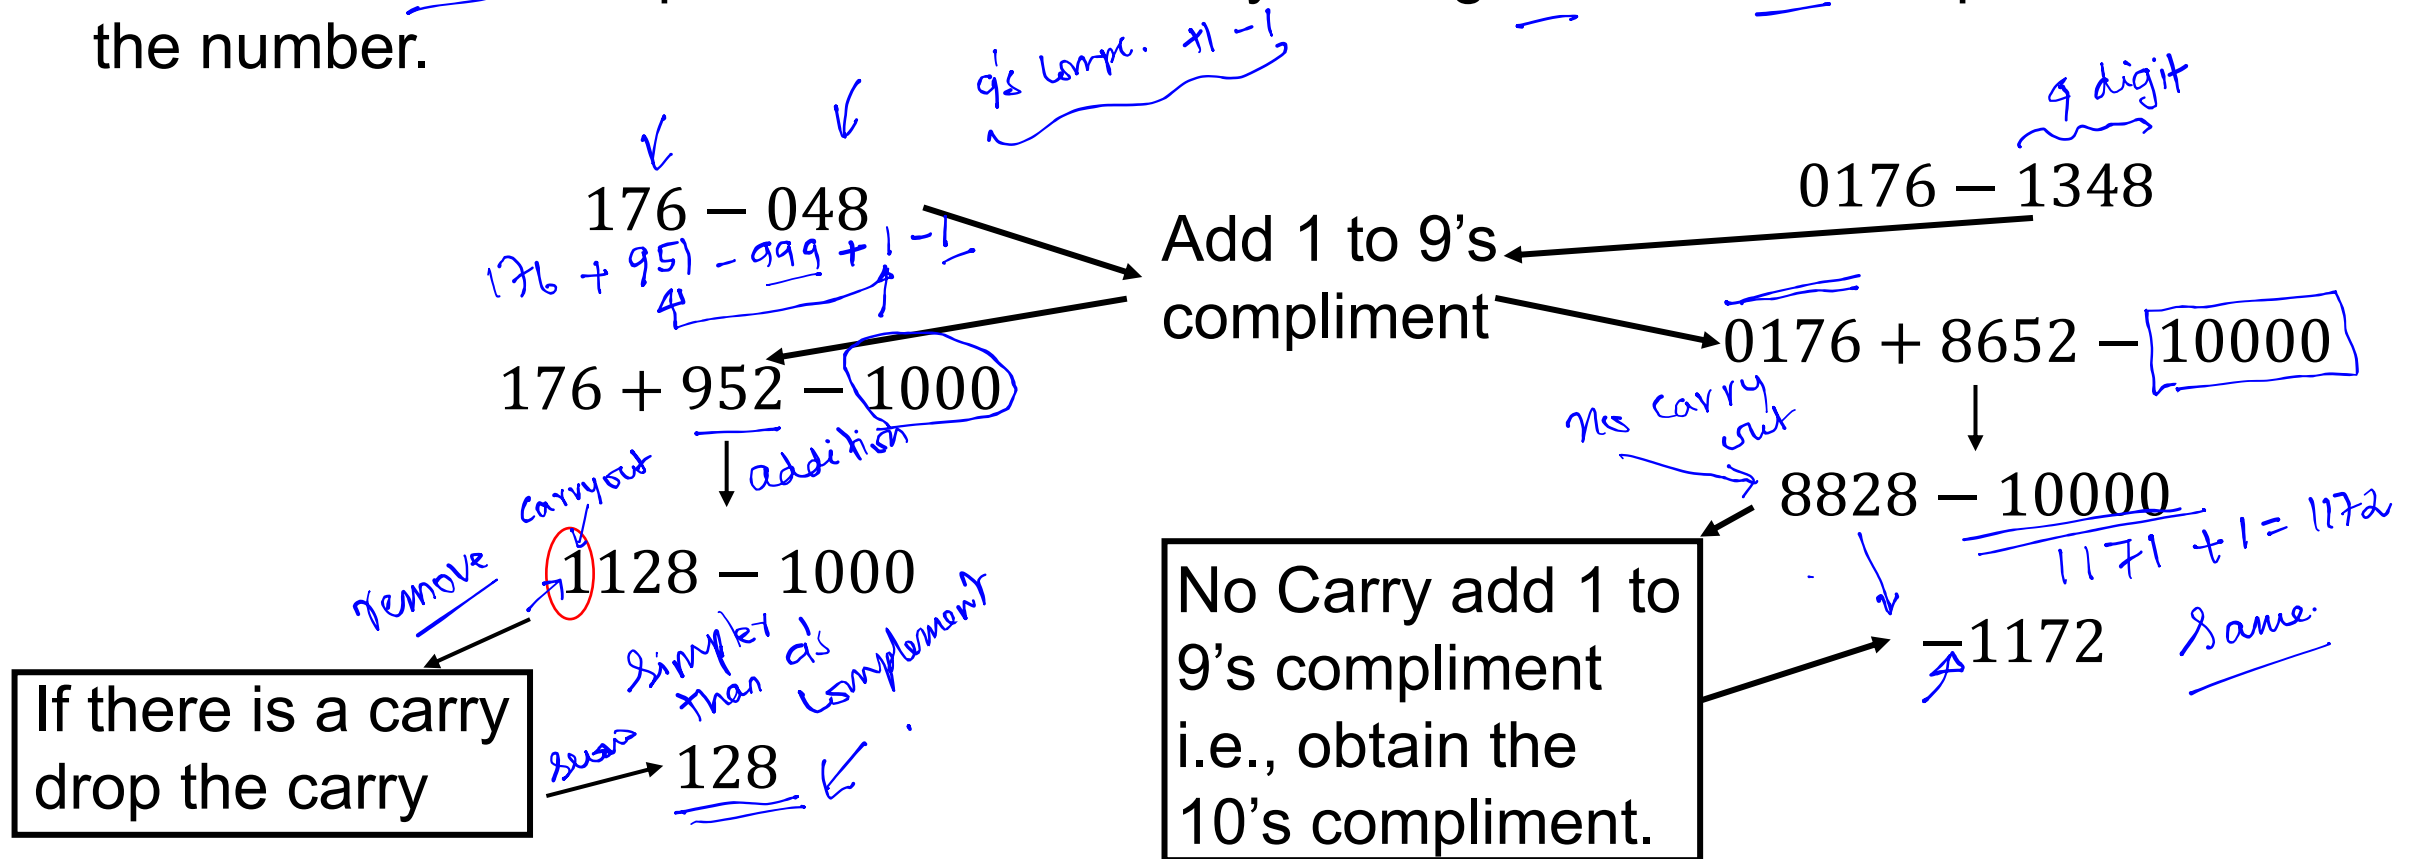 the number.
9's compl. +1 -1
4 digit
176 − 048
0176 − 1348
176 + 951 - 999 + 1 - 1
Add 1 to 9’s
compliment
176 + 952 − 1000
0176 + 8652 − 10000
addition
No carry
out
carryout
1128 − 1000
8828 − 10000
1171 + 1 = 1172
remove
simpler
than 9's
complement
If there is a carry
drop the carry
128
No Carry add 1 to
9’s compliment
i.e., obtain the
10’s compliment.
−1172
Same.